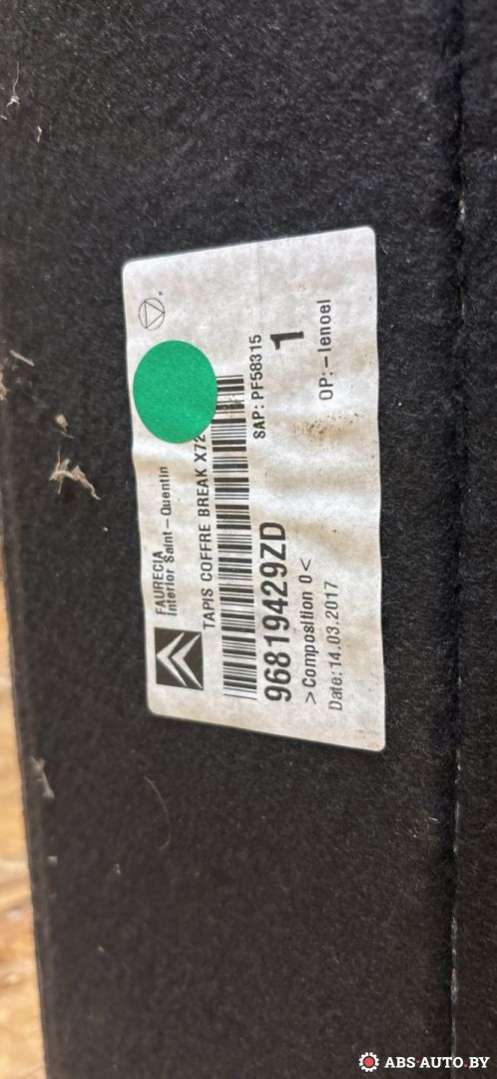 FAURECIA
Interior Saint-Quentin
TAPIS COFFRE BREAK
SAP: PF58315
96819429ZD
1
>Composition 0<
Date: 14.03.2017
OP:-lenoel
ABS-AUTO.BY